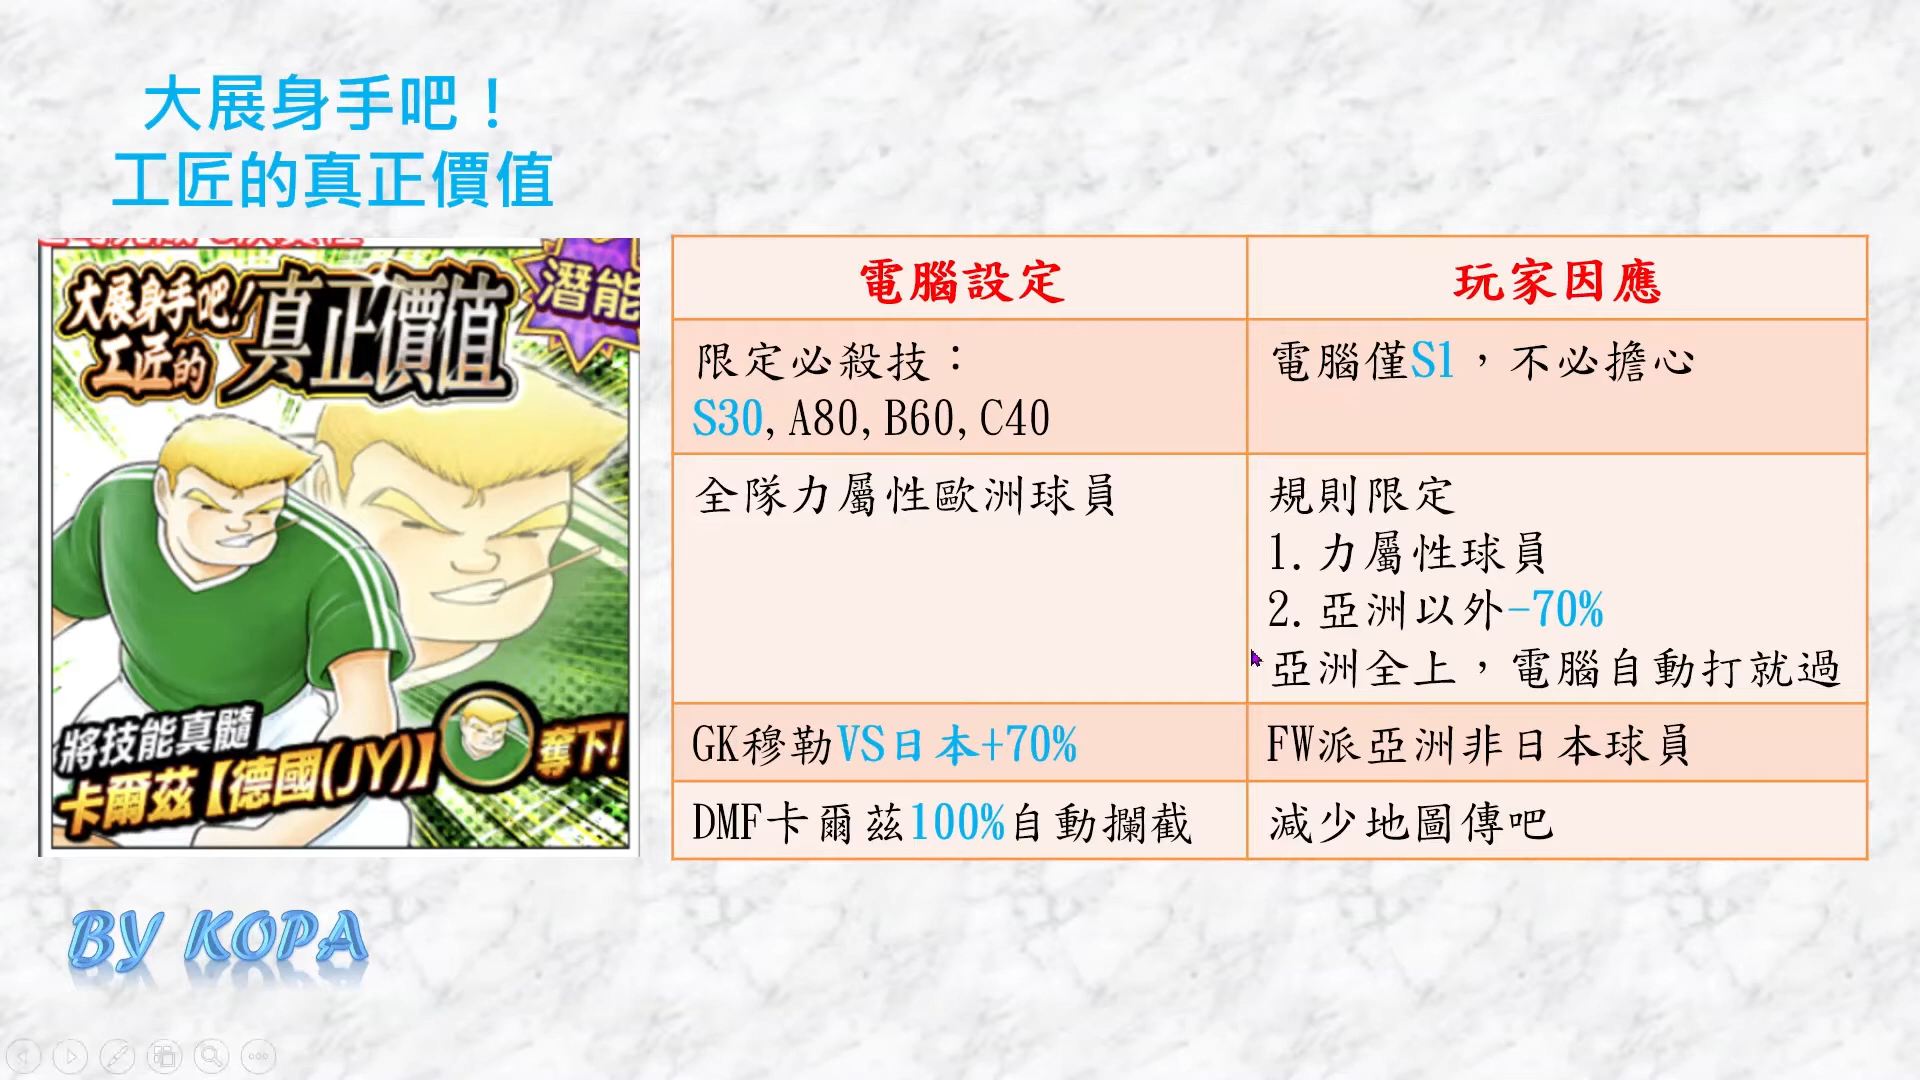 大展身手吧！
工匠的真正價值
大展身手吧!
工匠的
真正價值
潛能
將技能真髓
卡爾茲【德國(JY)】
奪下!
電腦設定
玩家因應
限定必殺技：
S30,A80,B60,C40
電腦僅S1，不必擔心
全隊力屬性歐洲球員
規則限定
1.力屬性球員
2.亞洲以外-70%
亞洲全上，電腦自動打就過
GK穆勒VS日本+70%
FW派亞洲非日本球員
DMF卡爾茲100%自動攔截
減少地圖傳吧
BY KOPA